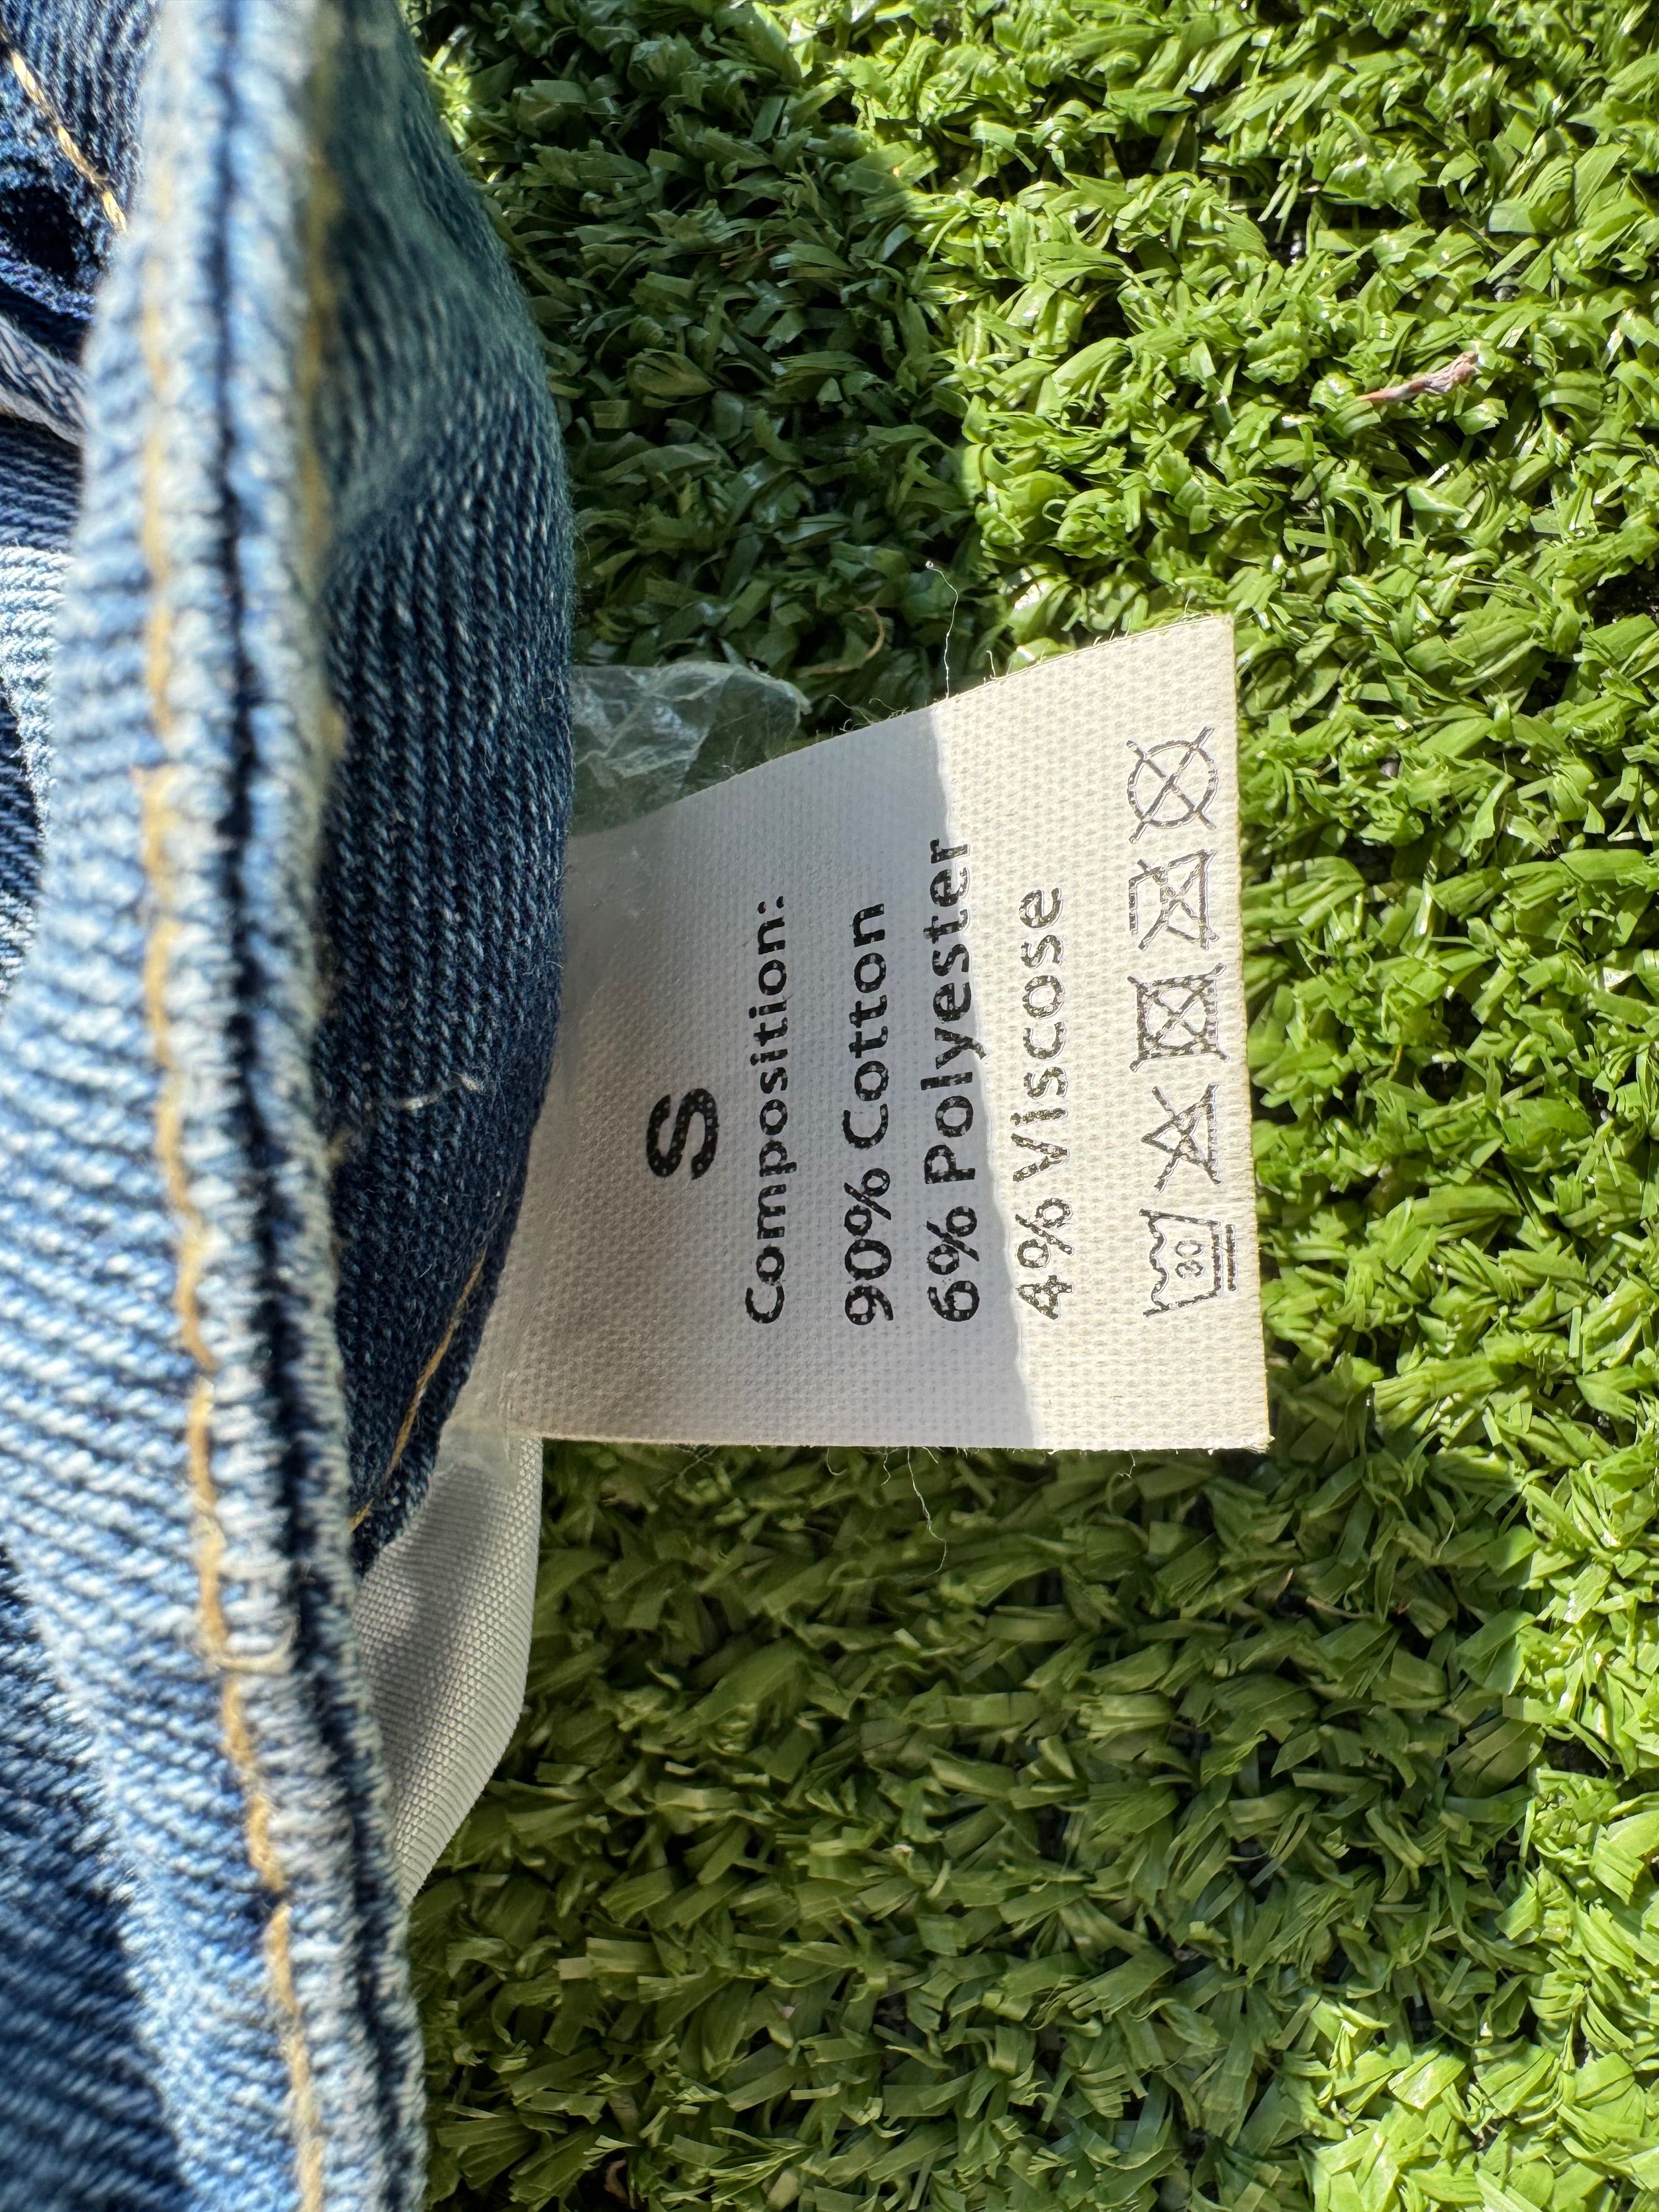 S
Composition:
90% Cotton
6% Polyester
4% Viscose
30